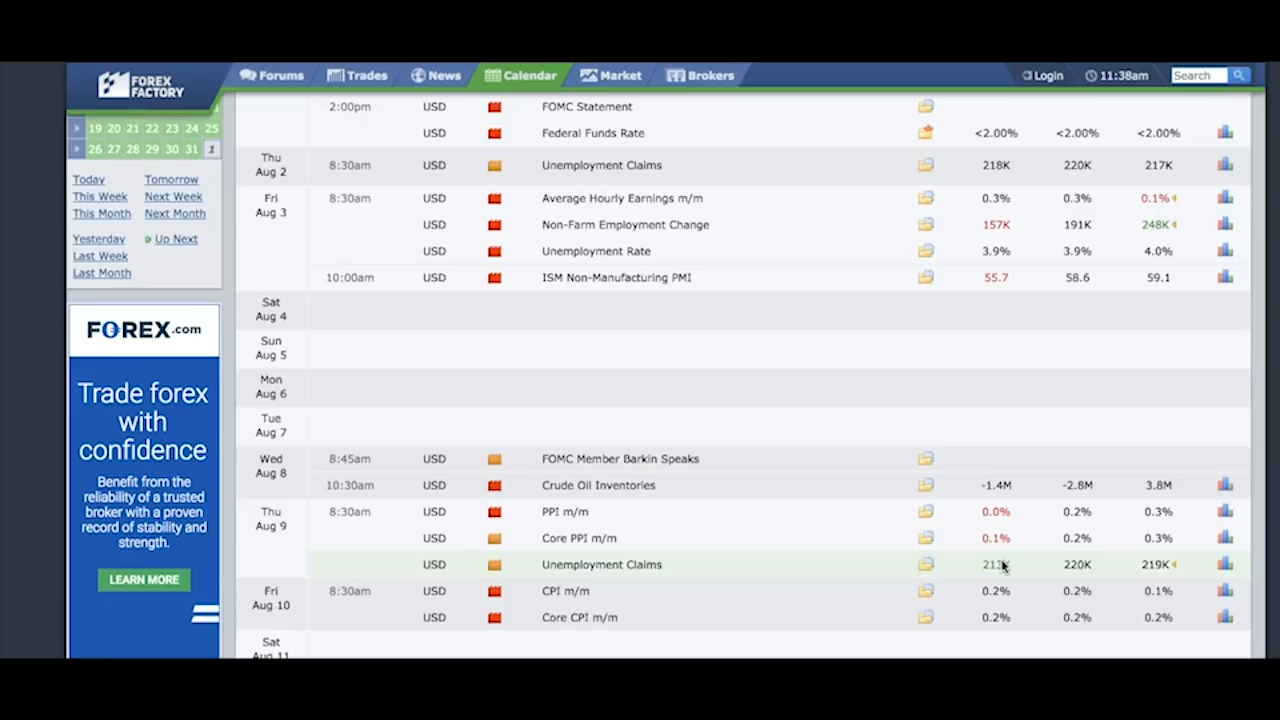 FOREX
FACTORY
Forums Trades News Calendar Market Brokers Login 11:38am Search
» 19 20 21 22 23 24 25
» 26 27 28 29 30 31 1
Today Tomorrow
This Week Next Week
This Month Next Month
Yesterday Up Next
Last Week
Last Month
FOREX.com
Trade forex
with
confidence
Benefit from the
reliability of a trusted
broker with a proven
record of stability and
strength.
LEARN MORE
2:00pm USD FOMC Statement
USD Federal Funds Rate <2.00% <2.00% <2.00%
Thu
Aug 2 8:30am USD Unemployment Claims 218K 220K 217K
Fri
Aug 3 8:30am USD Average Hourly Earnings m/m 0.3% 0.3% 0.1%
USD Non-Farm Employment Change 157K 191K 248K
USD Unemployment Rate 3.9% 3.9% 4.0%
10:00am USD ISM Non-Manufacturing PMI 55.7 58.6 59.1
Sat
Aug 4
Sun
Aug 5
Mon
Aug 6
Tue
Aug 7
Wed
Aug 8 8:45am USD FOMC Member Barkin Speaks
10:30am USD Crude Oil Inventories -1.4M -2.8M 3.8M
Thu
Aug 9 8:30am USD PPI m/m 0.0% 0.2% 0.3%
USD Core PPI m/m 0.1% 0.2% 0.3%
USD Unemployment Claims 220K 219K
Fri
Aug 10 8:30am USD CPI m/m 0.2% 0.2% 0.1%
USD Core CPI m/m 0.2% 0.2% 0.2%
Sat
Aug 11